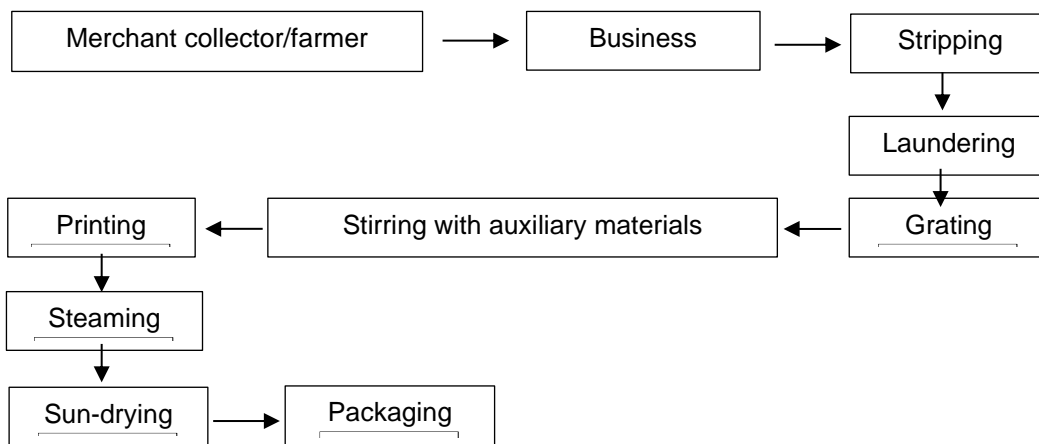 Merchant collector/farmer
Business
Stripping
Laundering
Grating
Stirring with auxiliary materials
Printing
Steaming
Sun-drying
Packaging